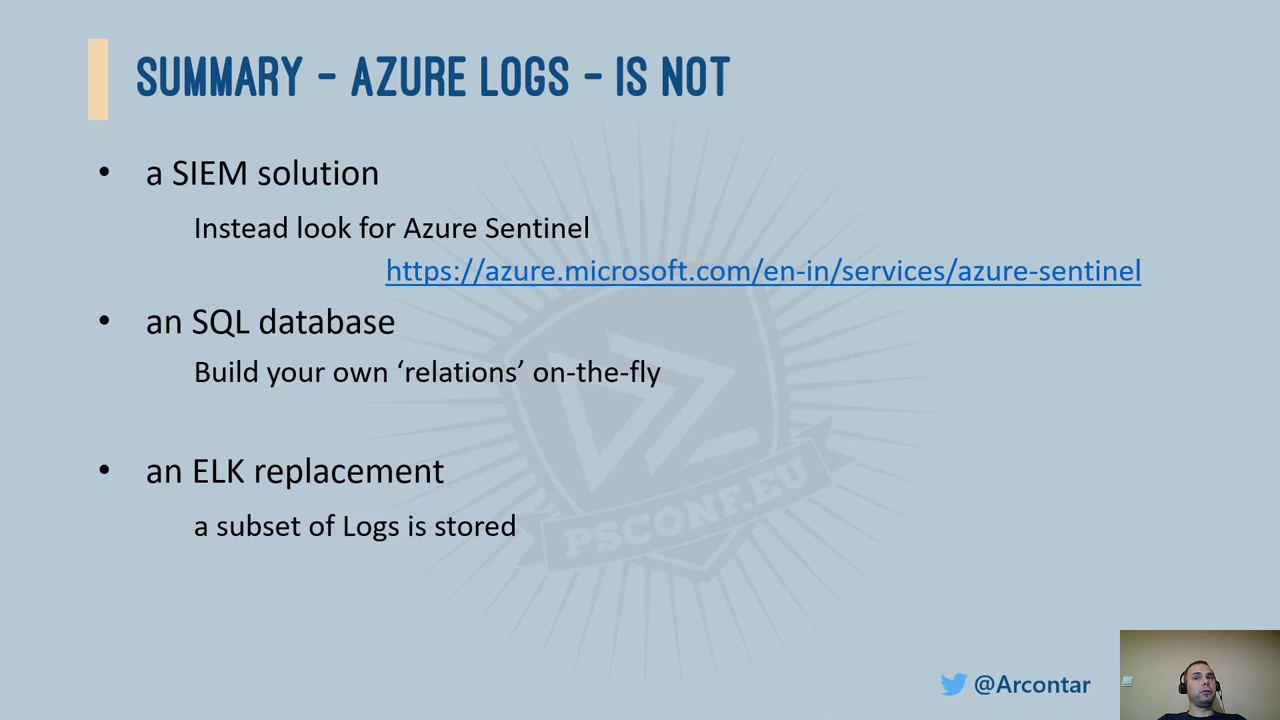 SUMMARY - AZURE LOGS - IS NOT
• a SIEM solution
Instead look for Azure Sentinel
https://azure.microsoft.com/en-in/services/azure-sentinel
• an SQL database
Build your own ‘relations’ on-the-fly
• an ELK replacement
a subset of Logs is stored
PSCONF.EU
@Arcontar